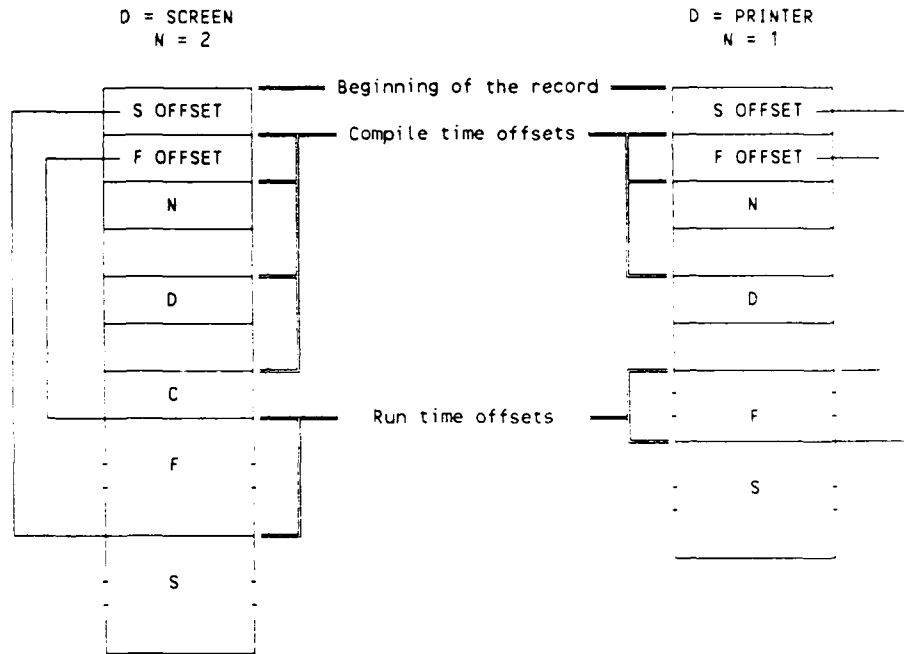 D = SCREEN
N = 2
D = PRINTER
N = 1
Beginning of the record
S OFFSET
S OFFSET
Compile time offsets
F OFFSET
F OFFSET
N
N
D
D
C
Run time offsets
F
F
S
S